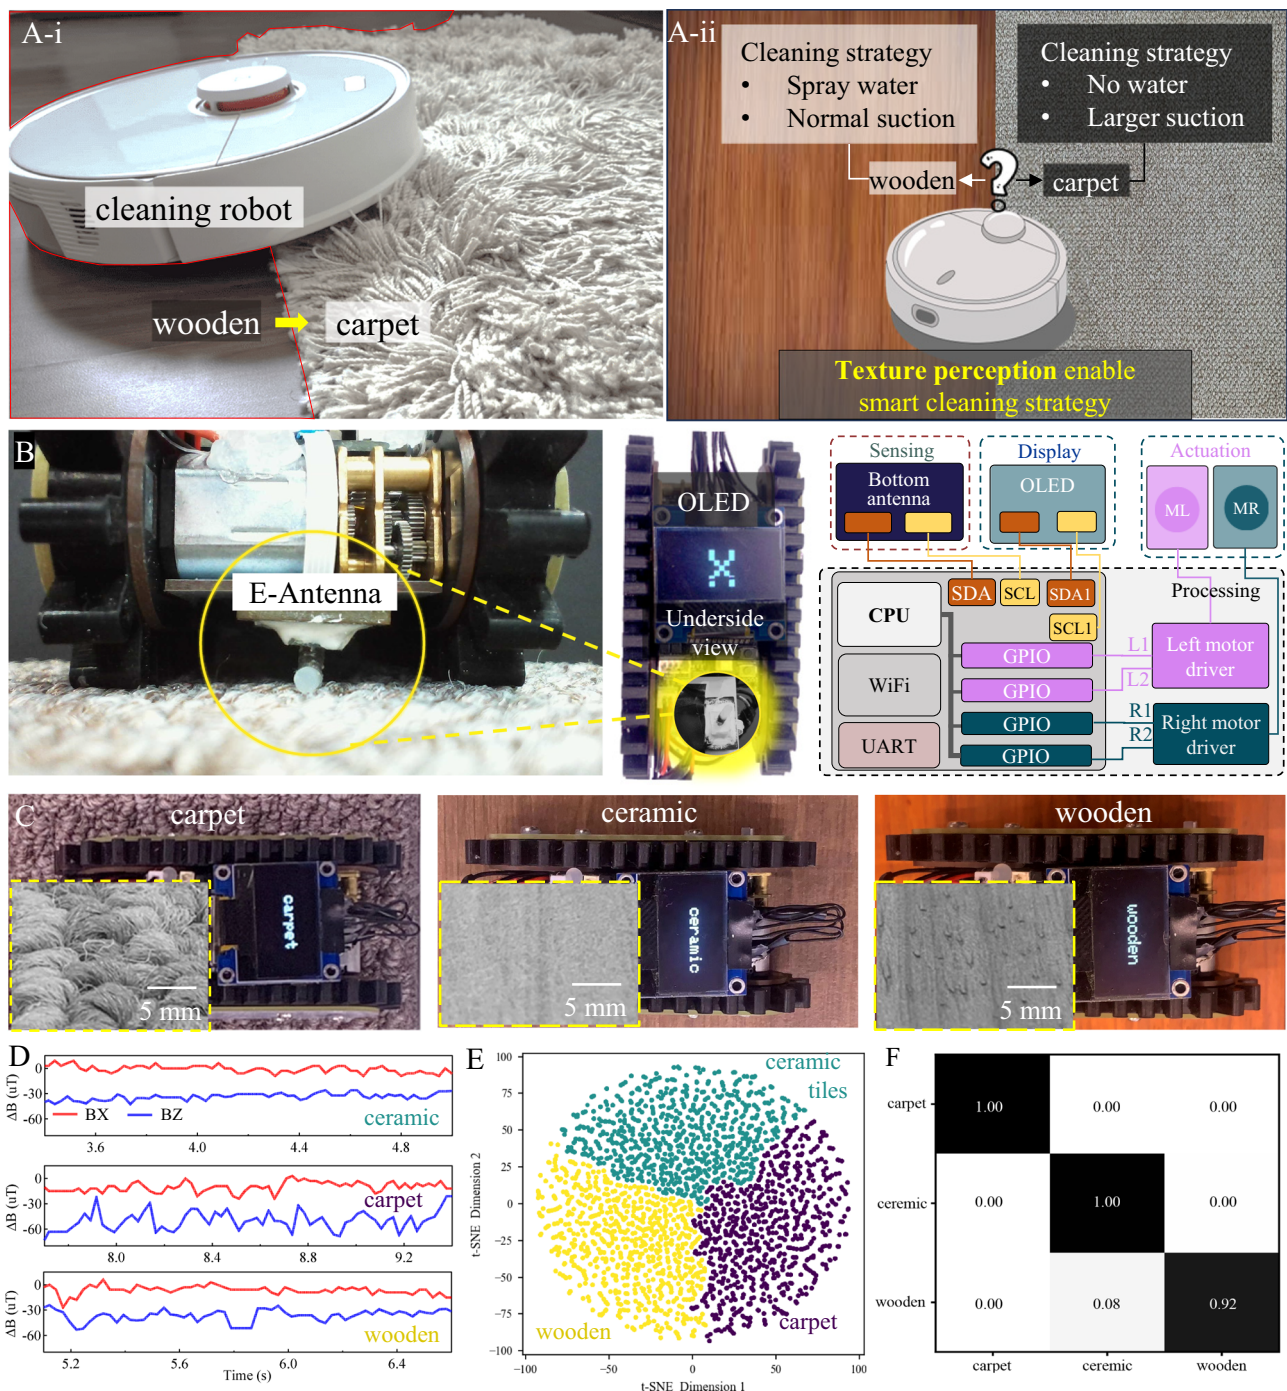 A-i
cleaning robot
wooden
carpet
A-ii
Cleaning strategy
• Spray water
• Normal suction
Cleaning strategy
• No water
• Larger suction
wooden
?
carpet
Texture perception enable
smart cleaning strategy
B
E-Antenna
OLED
X
Underside
view
Sensing
Bottom
antenna
Display
OLED
Actuation
ML
MR
Processing
SDA
SCL
SDA1
SCL1
CPU
WiFi
UART
GPIO
GPIO
GPIO
GPIO
L1
L2
R1
R2
Left motor
driver
Right motor
driver
C
carpet
carpet
5 mm
ceramic
ceramic
5 mm
wooden
wooden
5 mm
D
ΔB (uT)
0
-30
-60
BX
BZ
ceramic
3.6 4.0 4.4 4.8
ΔB (uT)
0
-30
-60
carpet
8.0 8.4 8.8 9.2
ΔB (uT)
0
-30
-60
wooden
5.2 5.6 6.0 6.4
Time (s)
E
100
75
50
25
0
−25
−50
−75
−100
t-SNE Dimension 2
ceramic
tiles
wooden
carpet
−100 −50 0 50 100
t-SNE Dimension 1
F
carpet
1.00 0.00 0.00
ceremic
0.00 1.00 0.00
wooden
0.00 0.08 0.92
carpet ceremic wooden